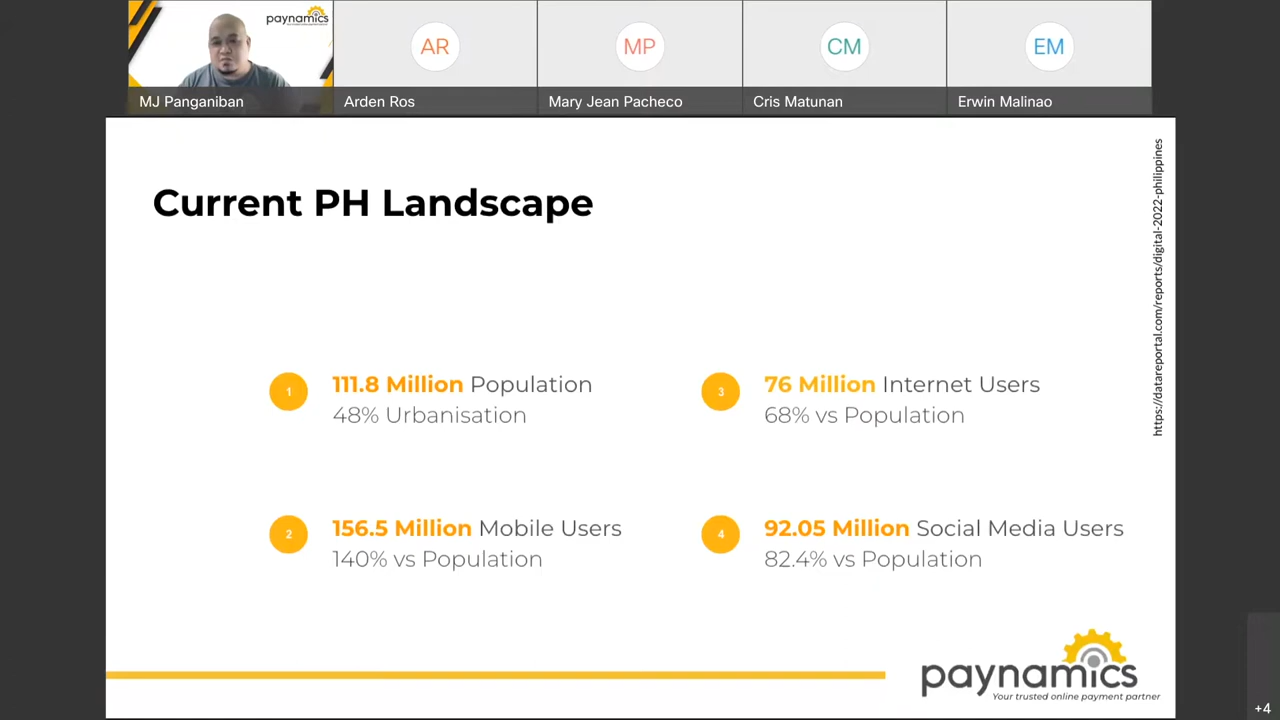 paynamics
AR
MP
CM
EM
MJ Panganiban
Arden Ros
Mary Jean Pacheco
Cris Matunan
Erwin Malinao
https://datareportal.com/reports/digital-2022-philippines
Current PH Landscape
1
111.8 Million Population
48% Urbanisation
2
156.5 Million Mobile Users
140% vs Population
3
76 Million Internet Users
68% vs Population
4
92.05 Million Social Media Users
82.4% vs Population
paynamics
Your trusted online payment partner
+4